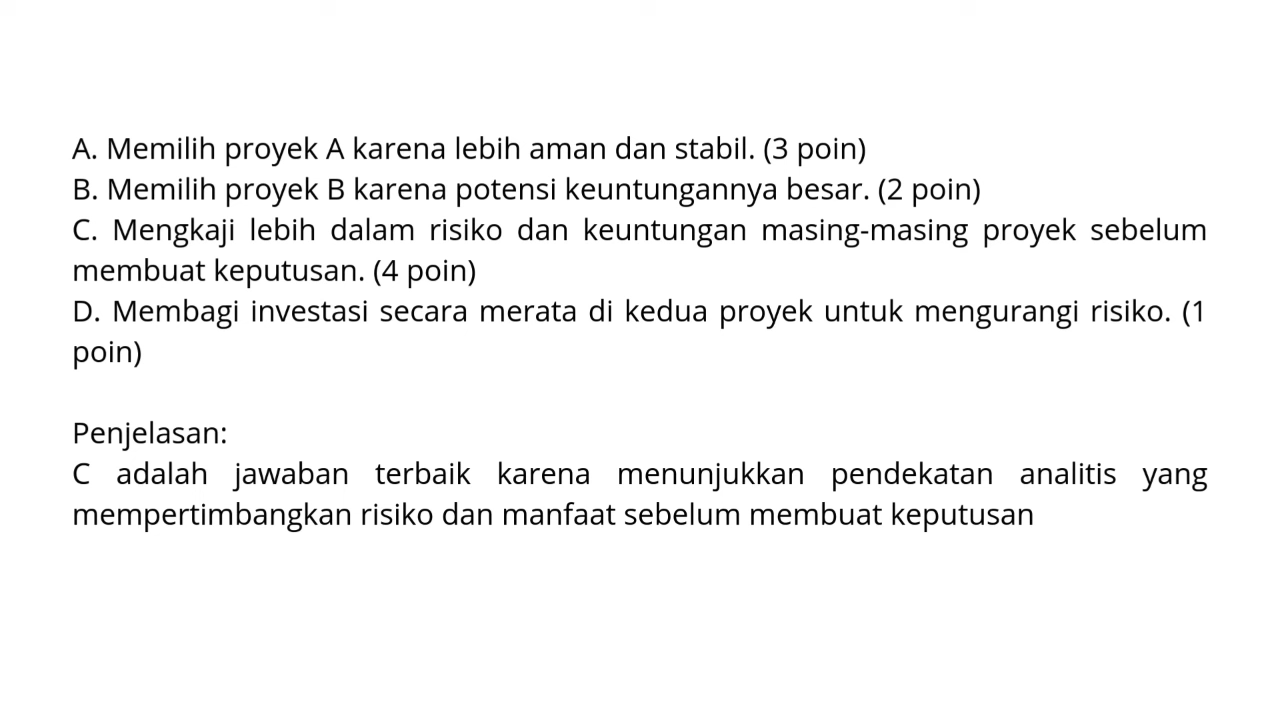 A. Memilih proyek A karena lebih aman dan stabil. (3 poin)
B. Memilih proyek B karena potensi keuntungannya besar. (2 poin)
C. Mengkaji lebih dalam risiko dan keuntungan masing-masing proyek sebelum
membuat keputusan. (4 poin)
D. Membagi investasi secara merata di kedua proyek untuk mengurangi risiko. (1
poin)
Penjelasan:
C adalah jawaban terbaik karena menunjukkan pendekatan analitis yang
mempertimbangkan risiko dan manfaat sebelum membuat keputusan